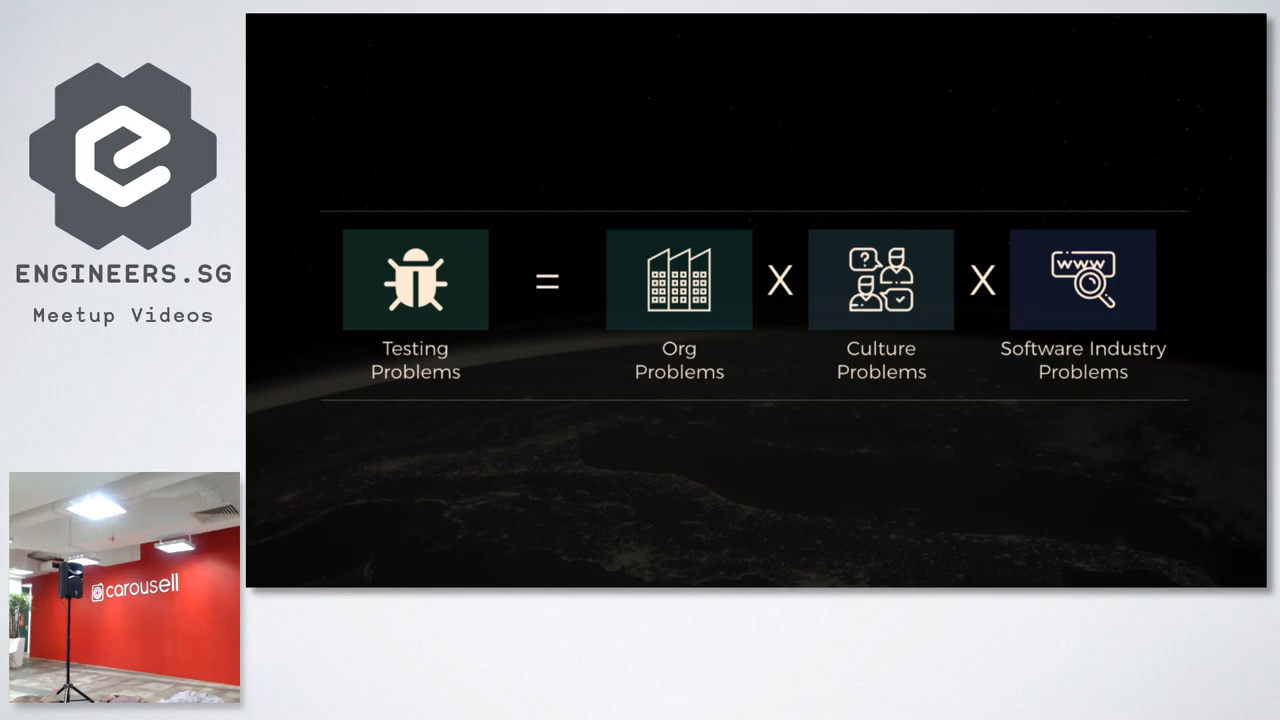 ENGINEERS.SG
Meetup Videos
=
X
X
?
www
Testing
Problems
Org
Problems
Culture
Problems
Software Industry
Problems
carousell